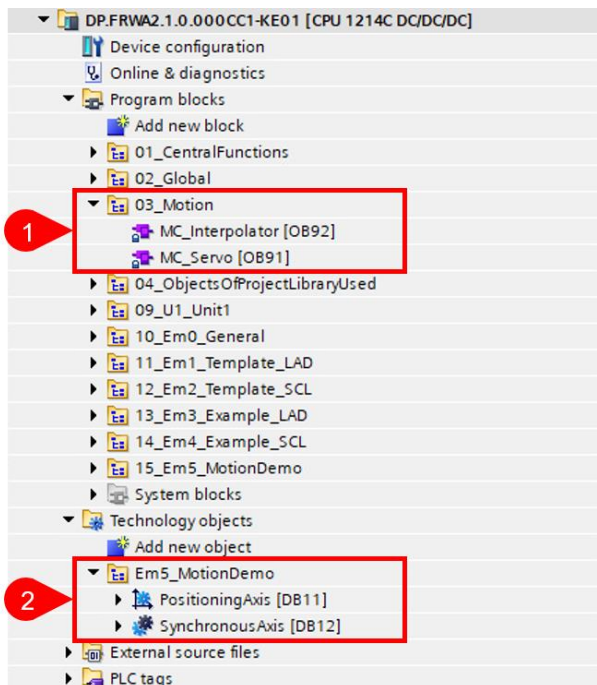 DP.FRWA2.1.0.000CC1-KE01 [CPU 1214C DC/DC/DC]
Device configuration
Online & diagnostics
Program blocks
Add new block
01_CentralFunctions
02_Global
03_Motion
1
MC_Interpolator [OB92]
MC_Servo [OB91]
04_ObjectsOfProjectLibraryUsed
09_U1_Unit1
10_Em0_General
11_Em1_Template_LAD
12_Em2_Template_SCL
13_Em3_Example_LAD
14_Em4_Example_SCL
15_Em5_MotionDemo
System blocks
Technology objects
Add new object
Em5_MotionDemo
2
PositioningAxis [DB11]
SynchronousAxis [DB12]
External source files
PLC tags